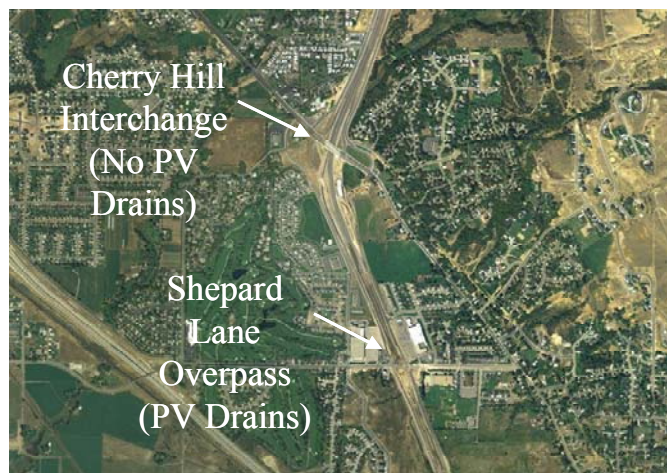 Cherry Hill
Interchange
(No PV
Drains)
Shepard
Lane
Overpass
(PV Drains)